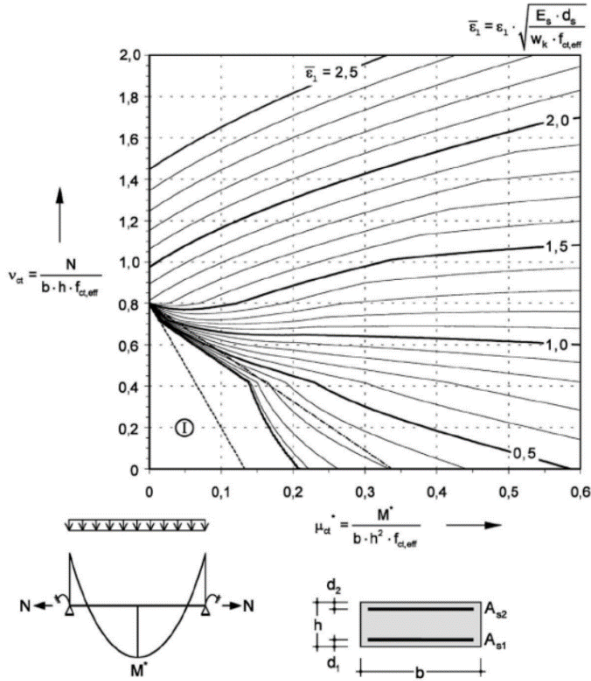 ε̅₁ = ε₁ · √(Eₛ · dₛ / wₖ · f_ct,eff)
2,0
1,8
1,6
1,4
1,2
1,0
0,8
0,6
0,4
0,2
0
ε̅₁ = 2,5
2,0
1,5
1,0
0,5
I
ν_ct = N / b · h · f_ct,eff
0 0,1 0,2 0,3 0,4 0,5 0,6
μ_ct* = M* / b · h² · f_ct,eff
N N
M*
d₂
h
d₁
b
A_s2
A_s1